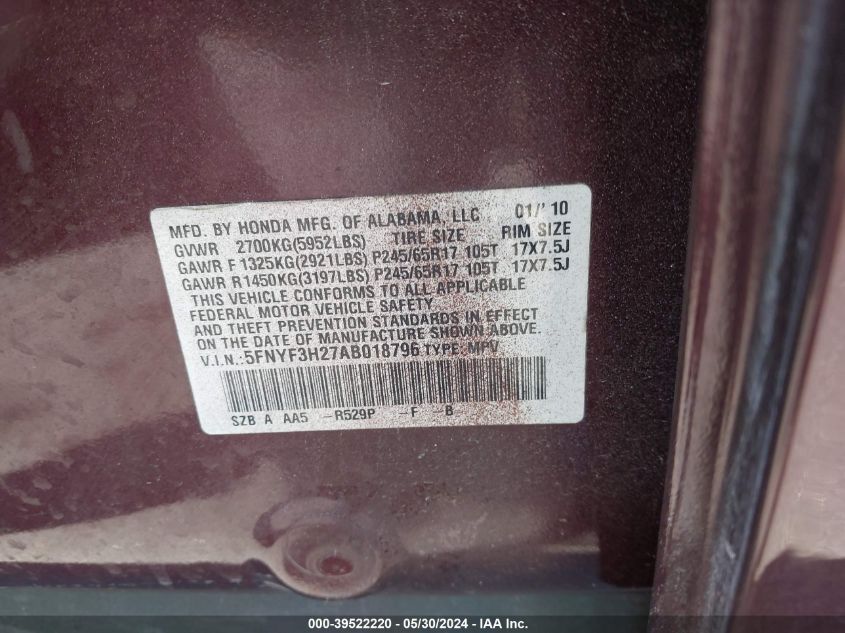 MFD. BY HONDA MFG. OF ALABAMA, LLC 01/'10
GVWR 2700KG(5952LBS) TIRE SIZE RIM SIZE
GAWR F 1325KG(2921LBS) P245/65R17 105T 17X7.5J
GAWR R1450KG(3197LBS) P245/65R17 105T 17X7.5J
THIS VEHICLE CONFORMS TO ALL APPLICABLE
FEDERAL MOTOR VEHICLE SAFETY
AND THEFT PREVENTION STANDARDS IN EFFECT
ON THE DATE OF MANUFACTURE SHOWN ABOVE.
V.I.N.:5FNYF3H27AB018796 TYPE: MPV
SZB A AA5 -R529P -F -B
000-39522220 - 05/30/2024 - IAA Inc.